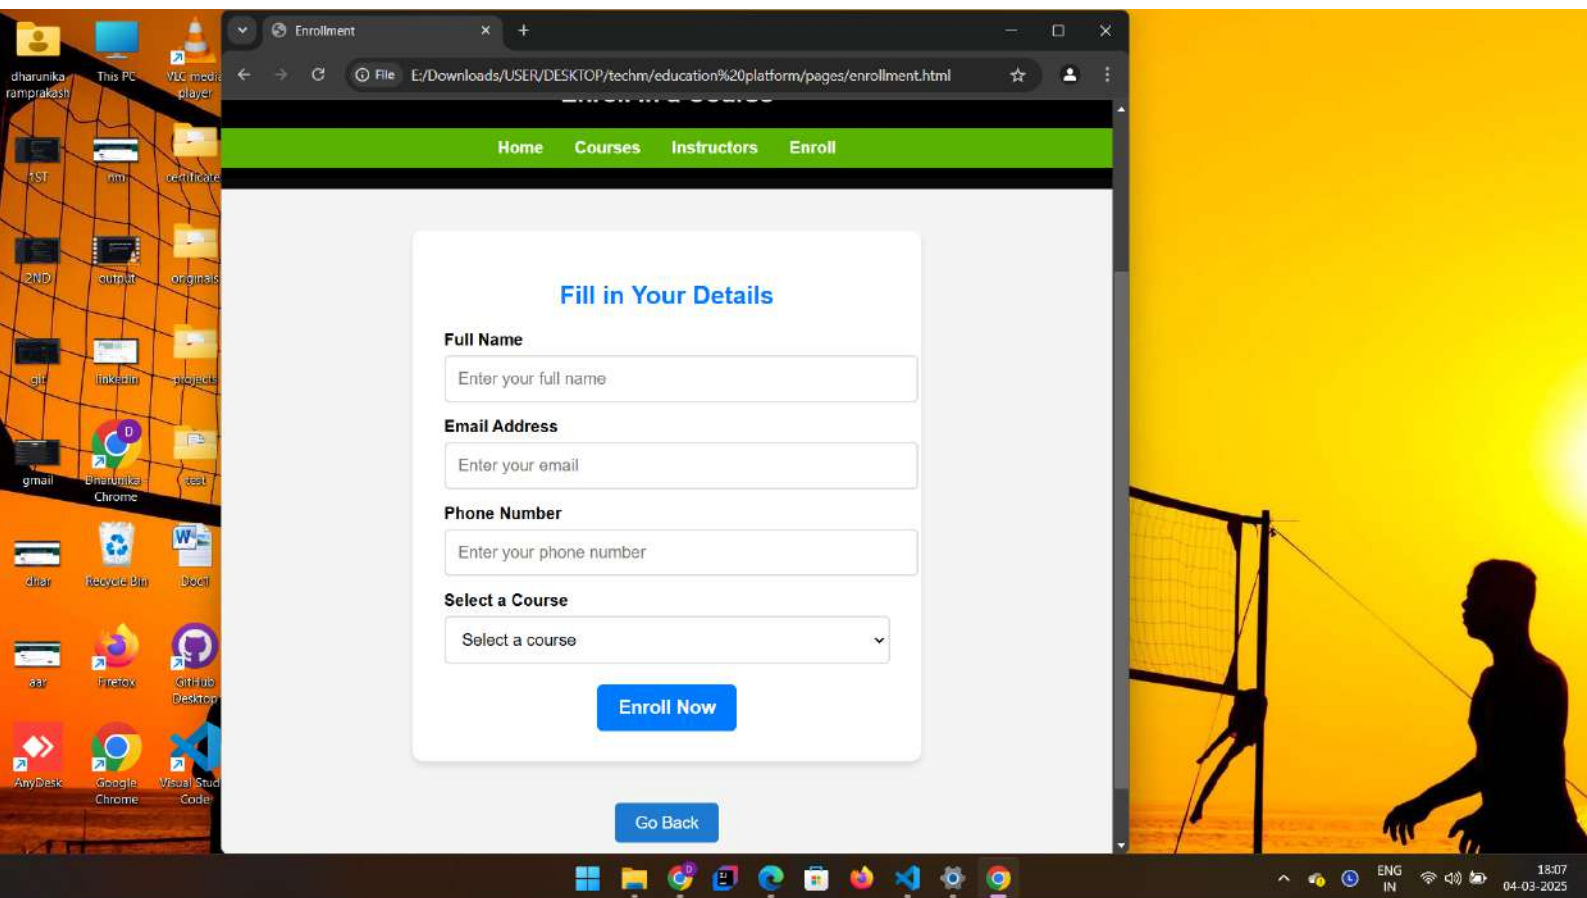 Enrollment
File
E:/Downloads/USER/DESKTOP/techm/education%20platform/pages/enrollment.html
Enroll in a Course
Home Courses Instructors Enroll
Fill in Your Details
Full Name
Enter your full name
Email Address
Enter your email
Phone Number
Enter your phone number
Select a Course
Select a course
Enroll Now
Go Back
dharunika
ramprakash
This PC
VLC media
player
1ST
nm
certificate
2ND
output
originals
git
linkedin
projects
gmail
D
Dharunika -
Chrome
test
dhar
Recycle Bin
aar
Firefox
GitHub
Desktop
AnyDesk
Google
Chrome
Visual Stud
Code
ENG
IN
18:07
04-03-2025